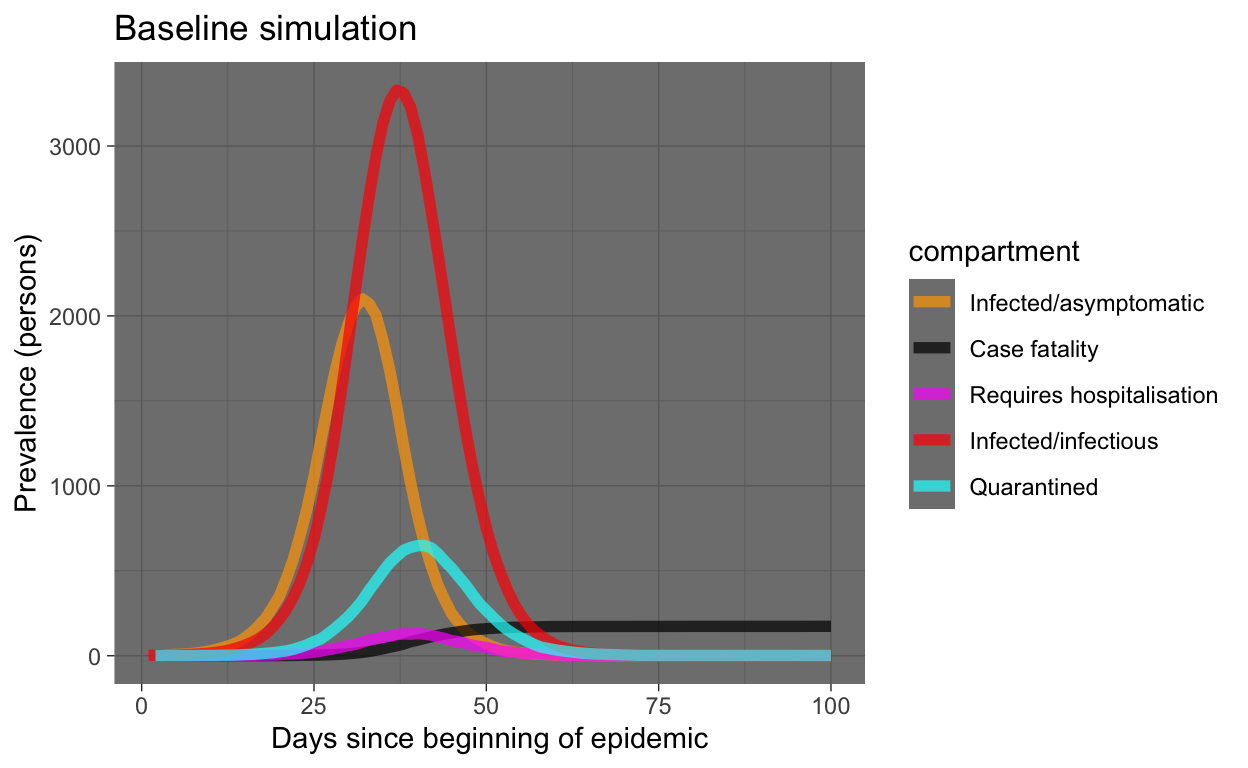 Baseline simulation
Prevalence (persons)
3000
2000
1000
0
0 25 50 75 100
Days since beginning of epidemic
compartment
Infected/asymptomatic
Case fatality
Requires hospitalisation
Infected/infectious
Quarantined